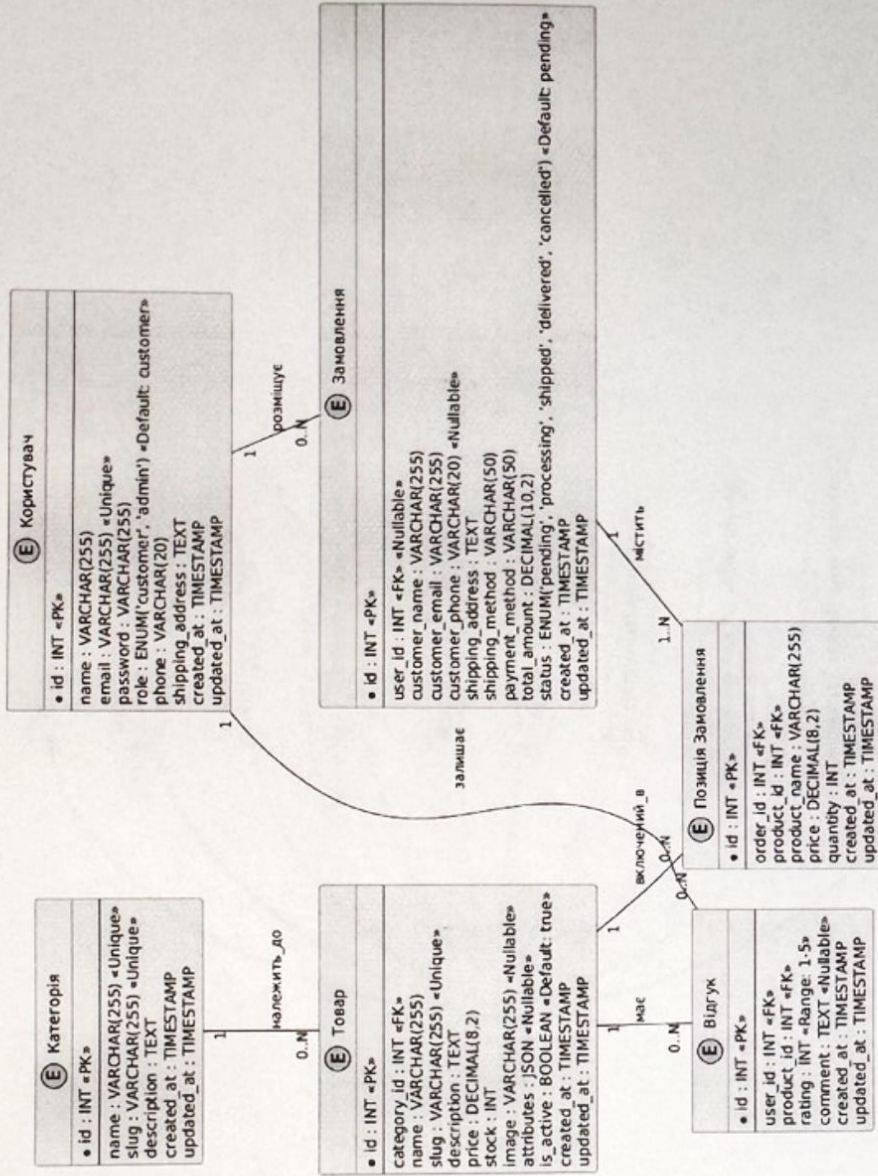 E Категорія
id : INT «PK»
name : VARCHAR(255) «Unique»
slug : VARCHAR(255) «Unique»
description : TEXT
created_at : TIMESTAMP
updated_at : TIMESTAMP
E Користувач
id : INT «PK»
name : VARCHAR(255)
email : VARCHAR(255) «Unique»
password : VARCHAR(255)
role : ENUM('customer', 'admin') «Default: customer»
phone : VARCHAR(20)
shipping_address : TEXT
created_at : TIMESTAMP
updated_at : TIMESTAMP
1
належить_до
0..N
1
залишає
0..N
1
розміщує
0..N
E Товар
id : INT «PK»
category_id : INT «FK»
name : VARCHAR(255)
slug : VARCHAR(255) «Unique»
description : TEXT
price : DECIMAL(8,2)
stock : INT
image : VARCHAR(255) «Nullable»
attributes : JSON «Nullable»
is_active : BOOLEAN «Default: true»
created_at : TIMESTAMP
updated_at : TIMESTAMP
E Замовлення
id : INT «PK»
user_id : INT «FK» «Nullable»
customer_name : VARCHAR(255)
customer_email : VARCHAR(255)
customer_phone : VARCHAR(20) «Nullable»
shipping_address : TEXT
shipping_method : VARCHAR(50)
payment_method : VARCHAR(50)
total_amount : DECIMAL(10,2)
status : ENUM('pending', 'processing', 'shipped', 'delivered', 'cancelled') «Default: pending»
created_at : TIMESTAMP
updated_at : TIMESTAMP
1
має
0..N
1
включений_в
0..N
1
містить
1..N
E Відгук
id : INT «PK»
user_id : INT «FK»
product_id : INT «FK»
rating : INT «Range: 1-5»
comment : TEXT «Nullable»
created_at : TIMESTAMP
updated_at : TIMESTAMP
E Позиція Замовлення
id : INT «PK»
order_id : INT «FK»
product_id : INT «FK»
product_name : VARCHAR(255)
price : DECIMAL(8,2)
quantity : INT
created_at : TIMESTAMP
updated_at : TIMESTAMP